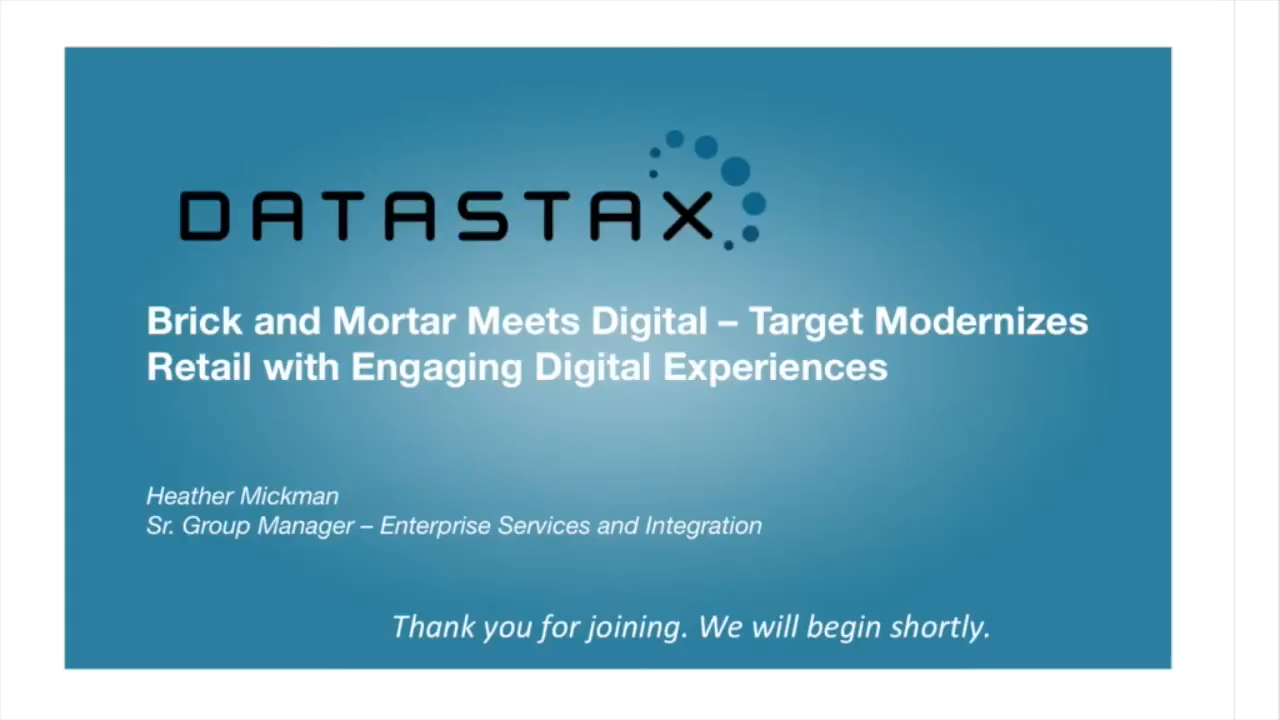 DATASTAX
Brick and Mortar Meets Digital – Target Modernizes
Retail with Engaging Digital Experiences
Heather Mickman
Sr. Group Manager – Enterprise Services and Integration
Thank you for joining. We will begin shortly.